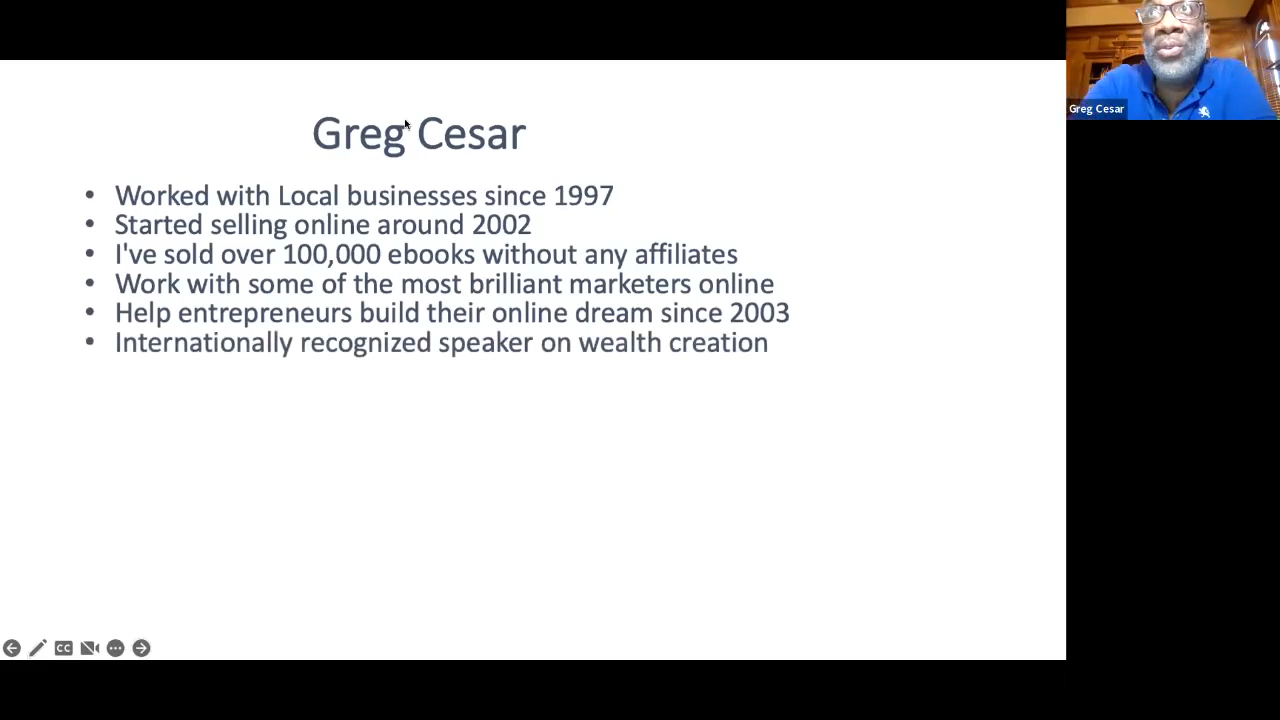 Greg Cesar
• Worked with Local businesses since 1997
• Started selling online around 2002
• I've sold over 100,000 ebooks without any affiliates
• Work with some of the most brilliant marketers online
• Help entrepreneurs build their online dream since 2003
• Internationally recognized speaker on wealth creation
Greg Cesar
CC